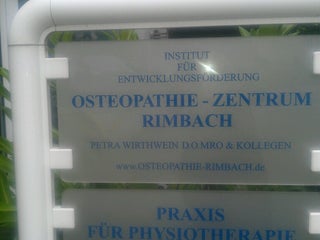 INSTITUT
FÜR
ENTWICKLUNGSFÖRDERUNG
OSTEOPATHIE - ZENTRUM
RIMBACH
PETRA WIRTHWEIN D.O.MRO & KOLLEGEN
www.OSTEOPATHIE-RIMBACH.de
PRAXIS
FÜR PHYSIOTHERAPIE